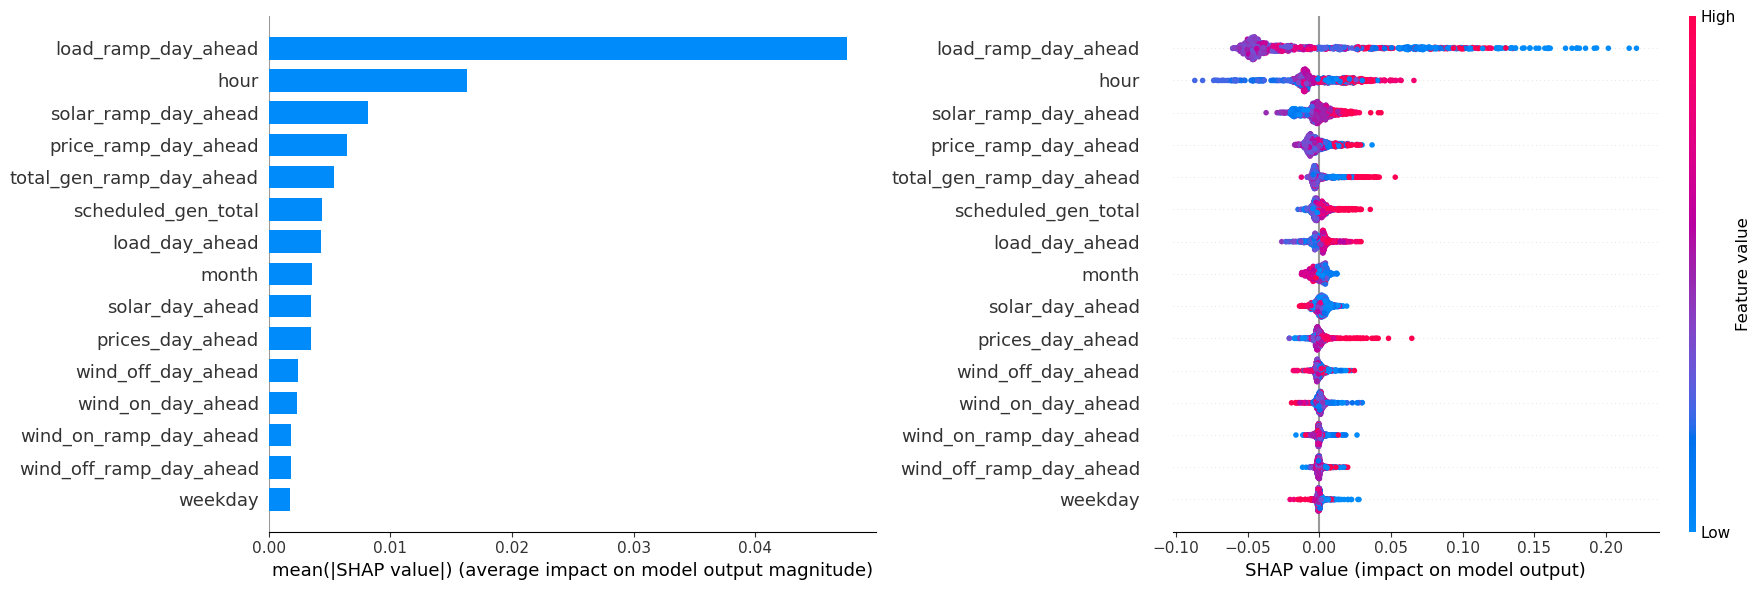 load_ramp_day_ahead
hour
solar_ramp_day_ahead
price_ramp_day_ahead
total_gen_ramp_day_ahead
scheduled_gen_total
load_day_ahead
month
solar_day_ahead
prices_day_ahead
wind_off_day_ahead
wind_on_day_ahead
wind_on_ramp_day_ahead
wind_off_ramp_day_ahead
weekday
0.00 0.01 0.02 0.03 0.04
mean(|SHAP value|) (average impact on model output magnitude)
load_ramp_day_ahead
hour
solar_ramp_day_ahead
price_ramp_day_ahead
total_gen_ramp_day_ahead
scheduled_gen_total
load_day_ahead
month
solar_day_ahead
prices_day_ahead
wind_off_day_ahead
wind_on_day_ahead
wind_on_ramp_day_ahead
wind_off_ramp_day_ahead
weekday
−0.10 −0.05 0.00 0.05 0.10 0.15 0.20
SHAP value (impact on model output)
High
Feature value
Low